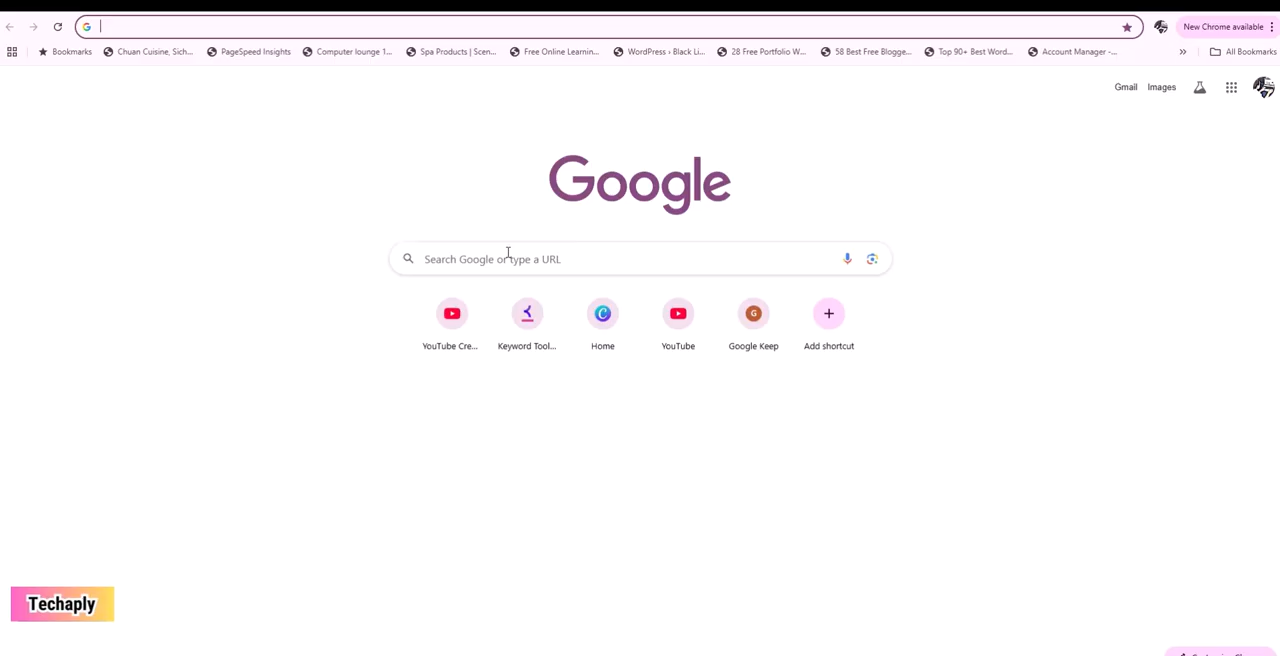 New Chrome available
Bookmarks
Chuan Cuisine, Sich...
PageSpeed Insights
Computer lounge 1...
Spa Products | Scen...
Free Online Learnin...
WordPress › Black Li...
28 Free Portfolio W...
58 Best Free Blogge...
Top 90+ Best Word...
Account Manager -...
»
All Bookmarks
Gmail
Images
Google
Search Google or type a URL
YouTube Cre...
Keyword Tool...
Home
YouTube
G
Google Keep
Add shortcut
Techaply